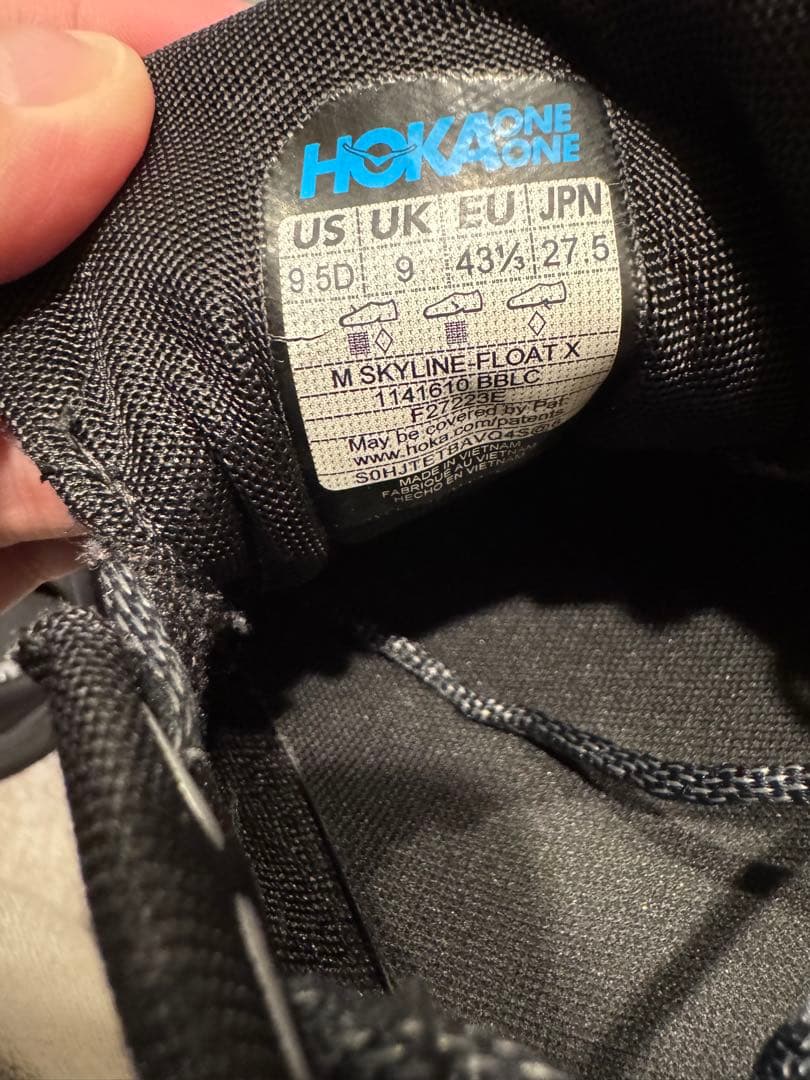 HOKA ONE ONE
US UK EU JPN
9.5D 9 43⅓ 27.5
M SKYLINE-FLOAT X
1141610 BBLC
F27223E
May be covered by Pat.
www.hoka.com/patents
MADE IN VIETNAM
FABRIQUÉ AU VIETNAM
HECHO EN VIETNAM